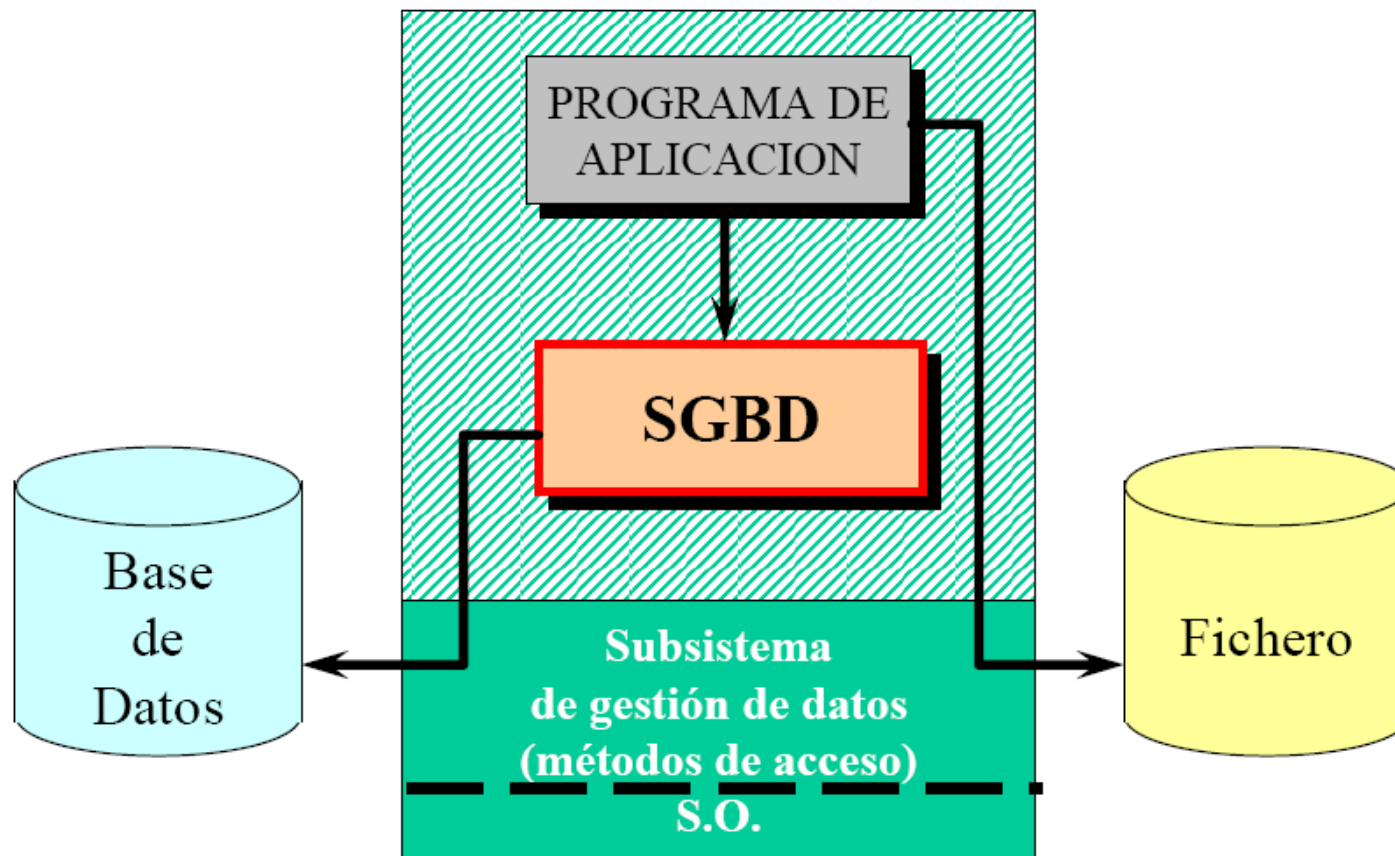 PROGRAMA DE
APLICACION
SGBD
Base
de
Datos
Fichero
Subsistema
de gestión de datos
(métodos de acceso)
S.O.